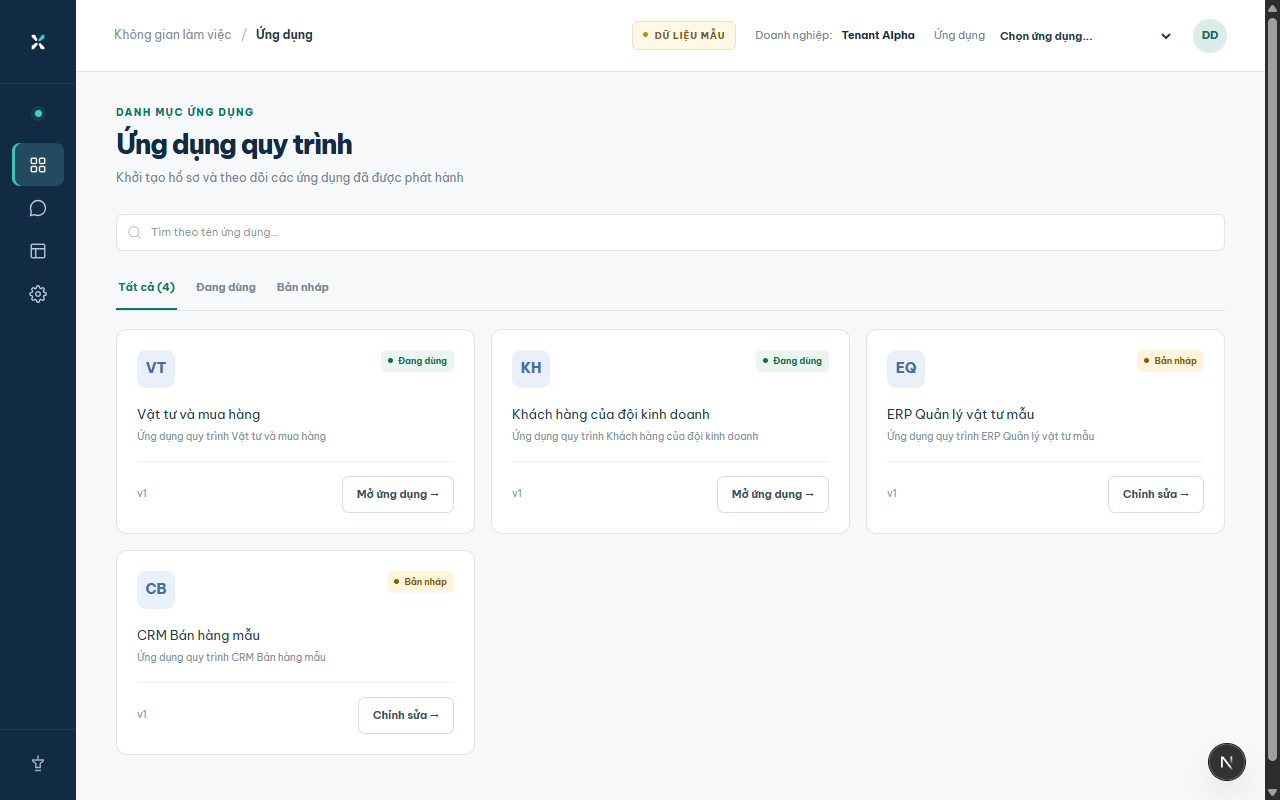 Không gian làm việc / Ứng dụng
DỮ LIỆU MẪU
Doanh nghiệp: Tenant Alpha
Ứng dụng Chọn ứng dụng...
DD
DANH MỤC ỨNG DỤNG
Ứng dụng quy trình
Khởi tạo hồ sơ và theo dõi các ứng dụng đã được phát hành
Tìm theo tên ứng dụng...
Tất cả (4) Đang dùng Bản nháp
VT
Đang dùng
Vật tư và mua hàng
Ứng dụng quy trình Vật tư và mua hàng
v1
Mở ứng dụng →
KH
Đang dùng
Khách hàng của đội kinh doanh
Ứng dụng quy trình Khách hàng của đội kinh doanh
v1
Mở ứng dụng →
EQ
Bản nháp
ERP Quản lý vật tư mẫu
Ứng dụng quy trình ERP Quản lý vật tư mẫu
v1
Chỉnh sửa →
CB
Bản nháp
CRM Bán hàng mẫu
Ứng dụng quy trình CRM Bán hàng mẫu
v1
Chỉnh sửa →
N